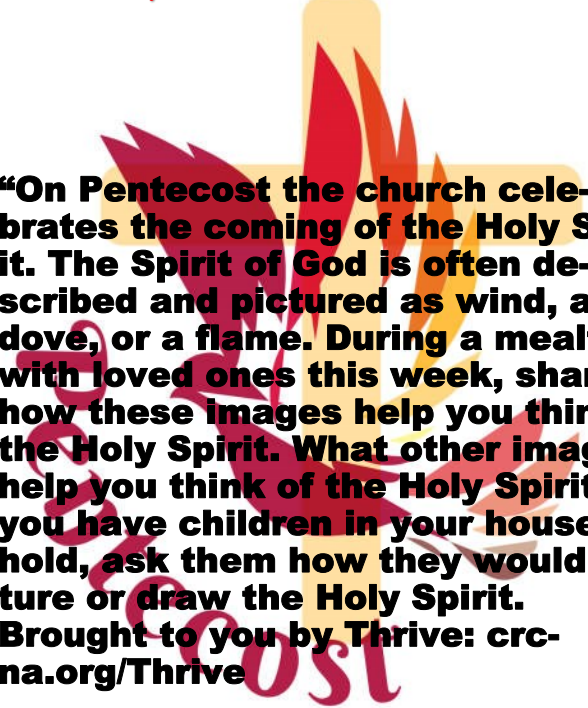 “On Pentecost the church cele-
brates the coming of the Holy
it. The Spirit of God is often de-
scribed and pictured as wind, a
dove, or a flame. During a meal
with loved ones this week,
how these images help you
the Holy Spirit. What other
help you think of the Holy Spirit
you have children in your house
hold, ask them how they would
ture or draw the Holy Spirit.
Brought to you by Thrive: crc-
na.org/Thrive
Pentecost